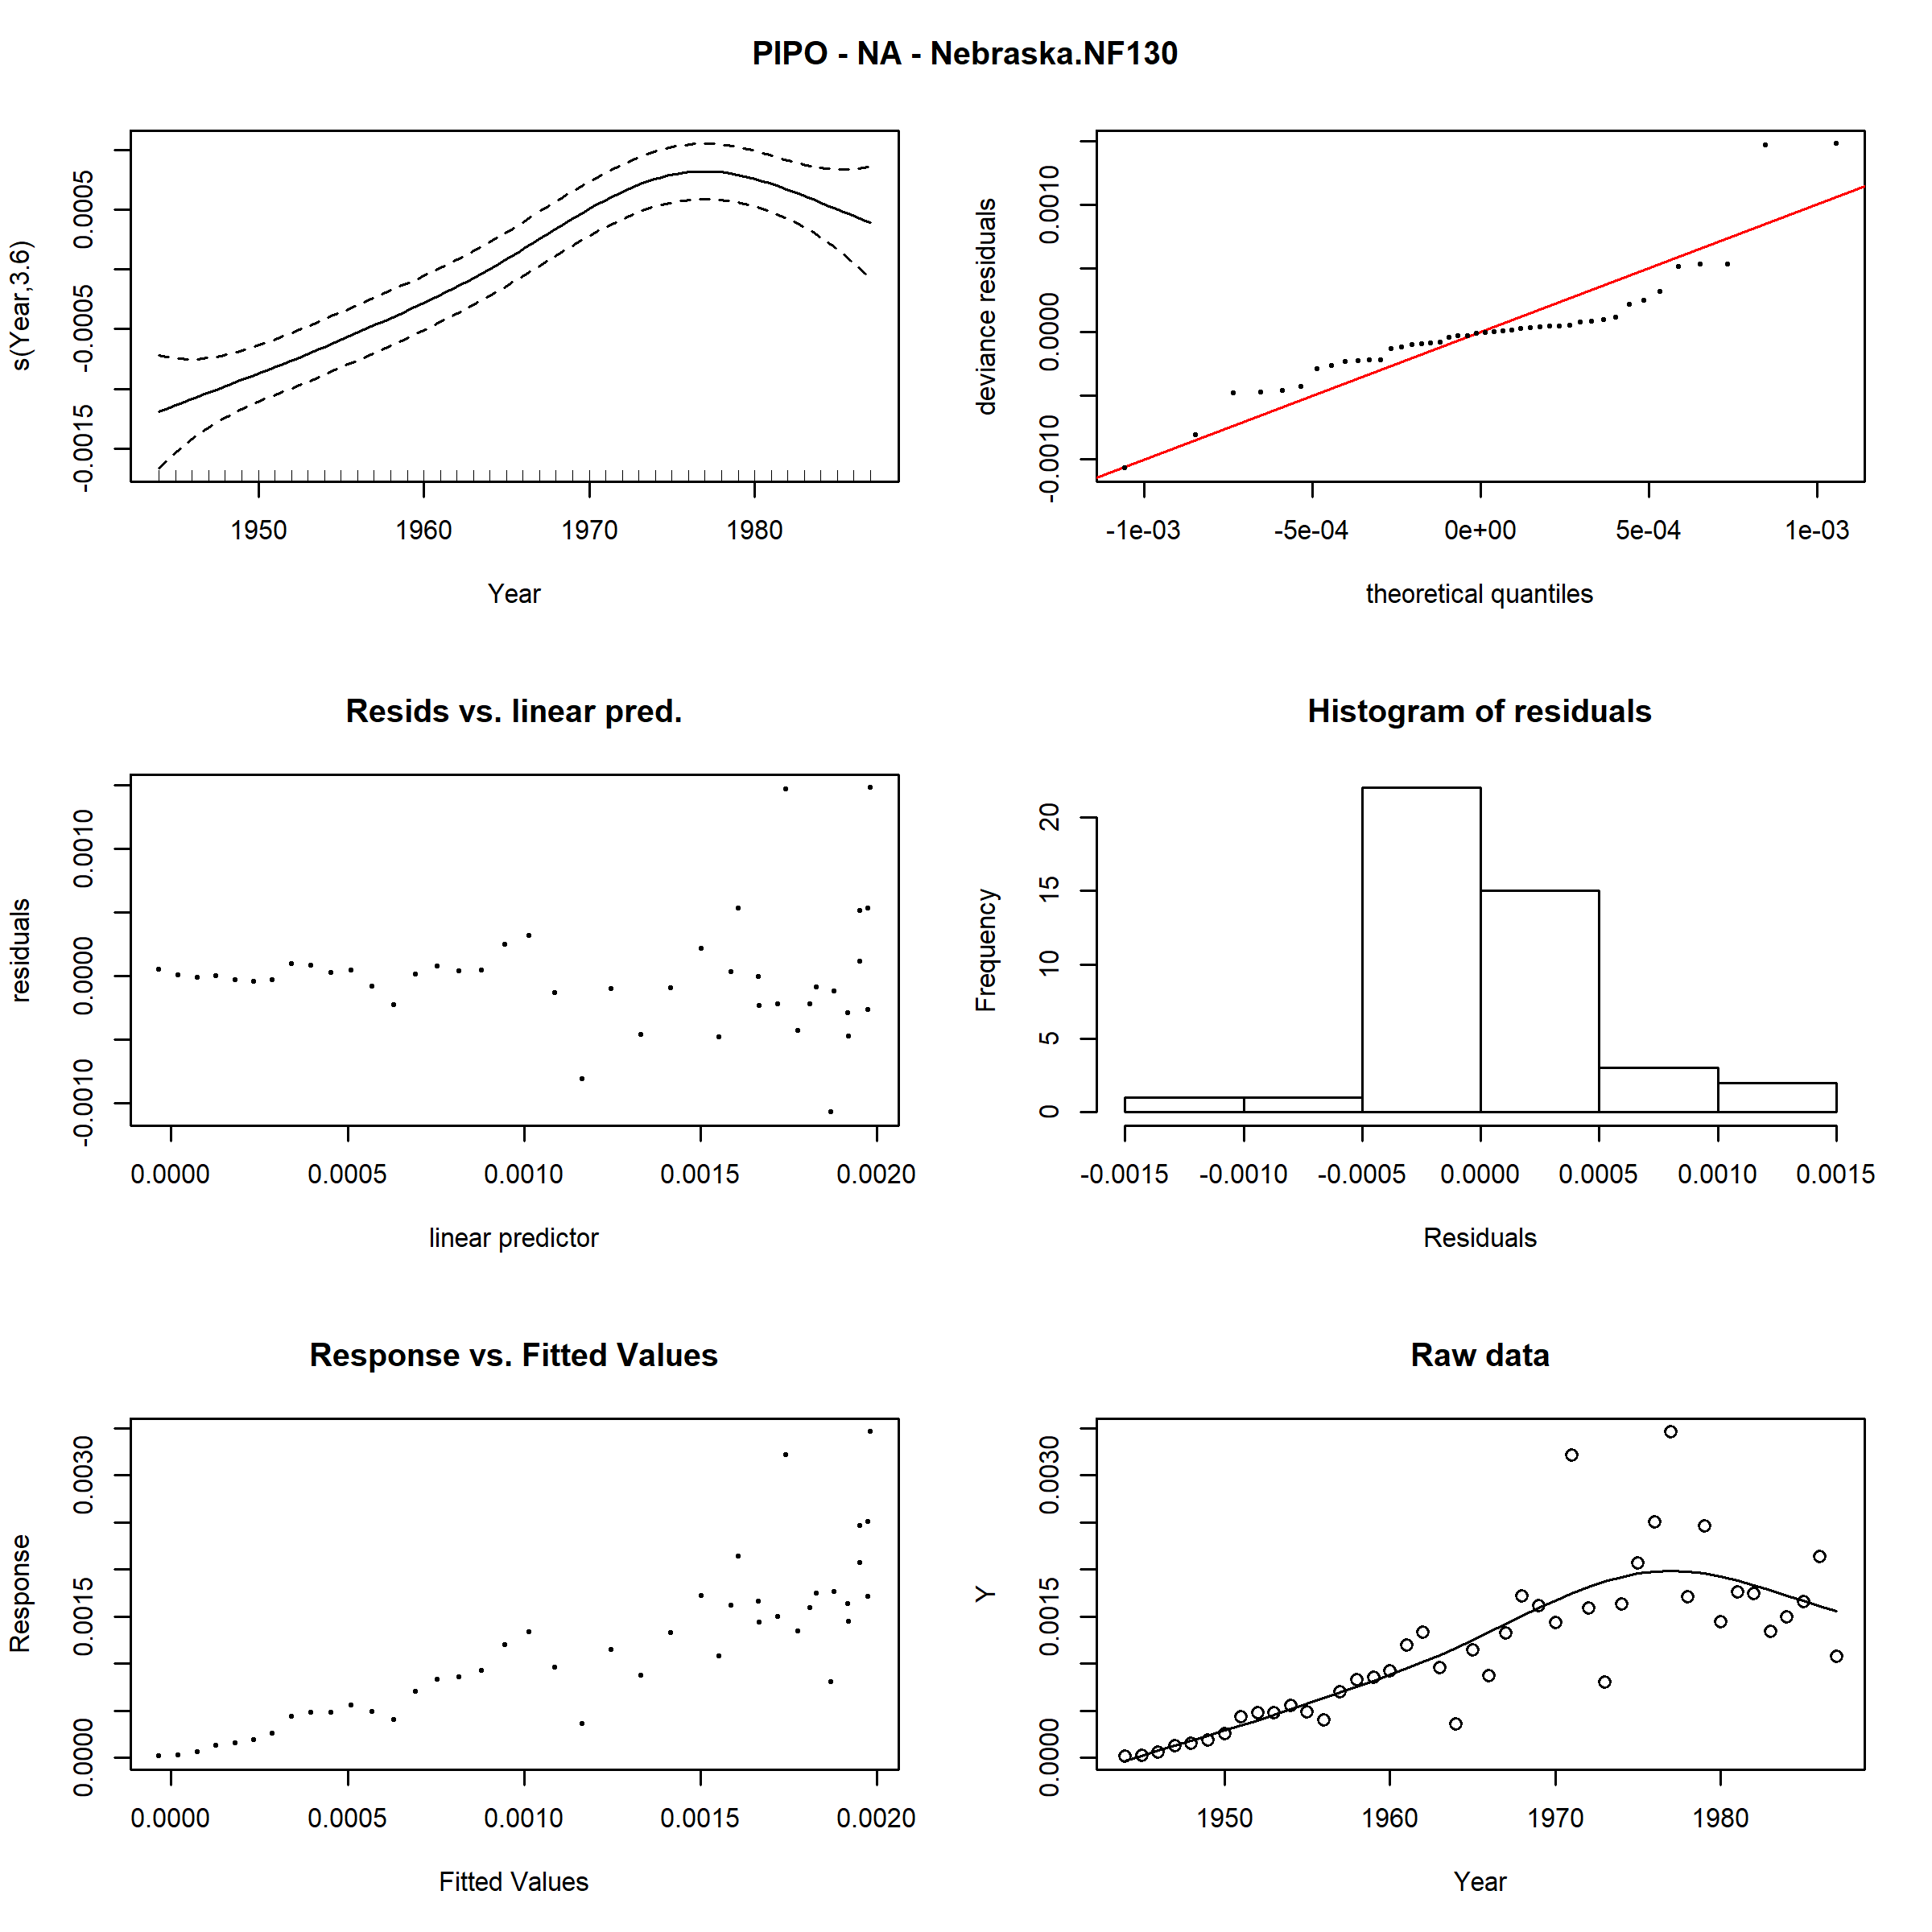 PIPO - NA - Nebraska.NF130
s(Year,3.6)
-0.0015 -0.0005 0.0005
1950 1960 1970 1980
Year
deviance residuals
-0.0010 0.0000 0.0010
-1e-03 -5e-04 0e+00 5e-04 1e-03
theoretical quantiles
Resids vs. linear pred.
residuals
-0.0010 0.0000 0.0010
0.0000 0.0005 0.0010 0.0015 0.0020
linear predictor
Histogram of residuals
Frequency
0 5 10 15 20
-0.0015 -0.0010 -0.0005 0.0000 0.0005 0.0010 0.0015
Residuals
Response vs. Fitted Values
Response
0.0000 0.0015 0.0030
0.0000 0.0005 0.0010 0.0015 0.0020
Fitted Values
Raw data
Y
0.0000 0.0015 0.0030
1950 1960 1970 1980
Year